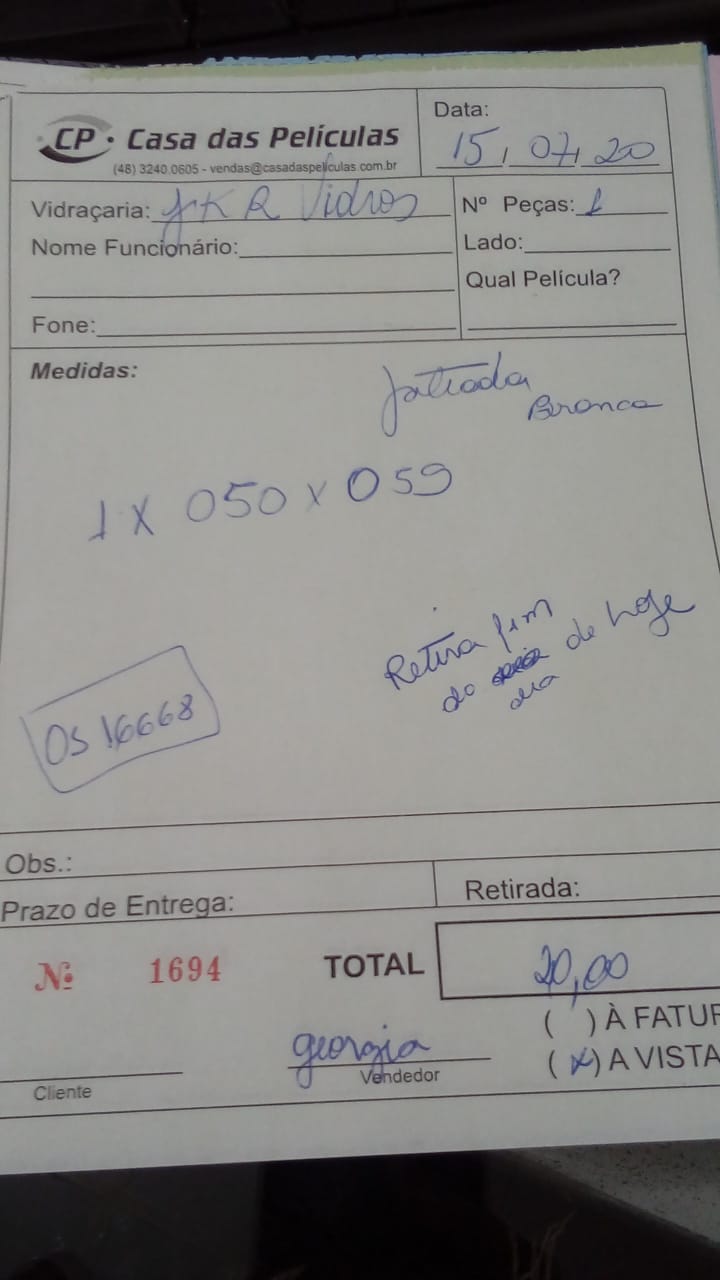 CP. Casa das Películas
(48) 3240.0605 - vendas@casadaspeliculas.com.br
Data:
15, 07, 20
Vidraçaria: JKR Vidros
Nº Peças: 1
Nome Funcionário:
Lado:
Qual Película?
Fone:
Medidas:
Jateada
Branca
1 X 050 x 059
Retira fim
do de hoje
dia
OS 16668
Obs.:
Prazo de Entrega:
Retirada:
Nº 1694
TOTAL
20,00
( ) À FATUR
(x) A VISTA
georgia
Vendedor
Cliente